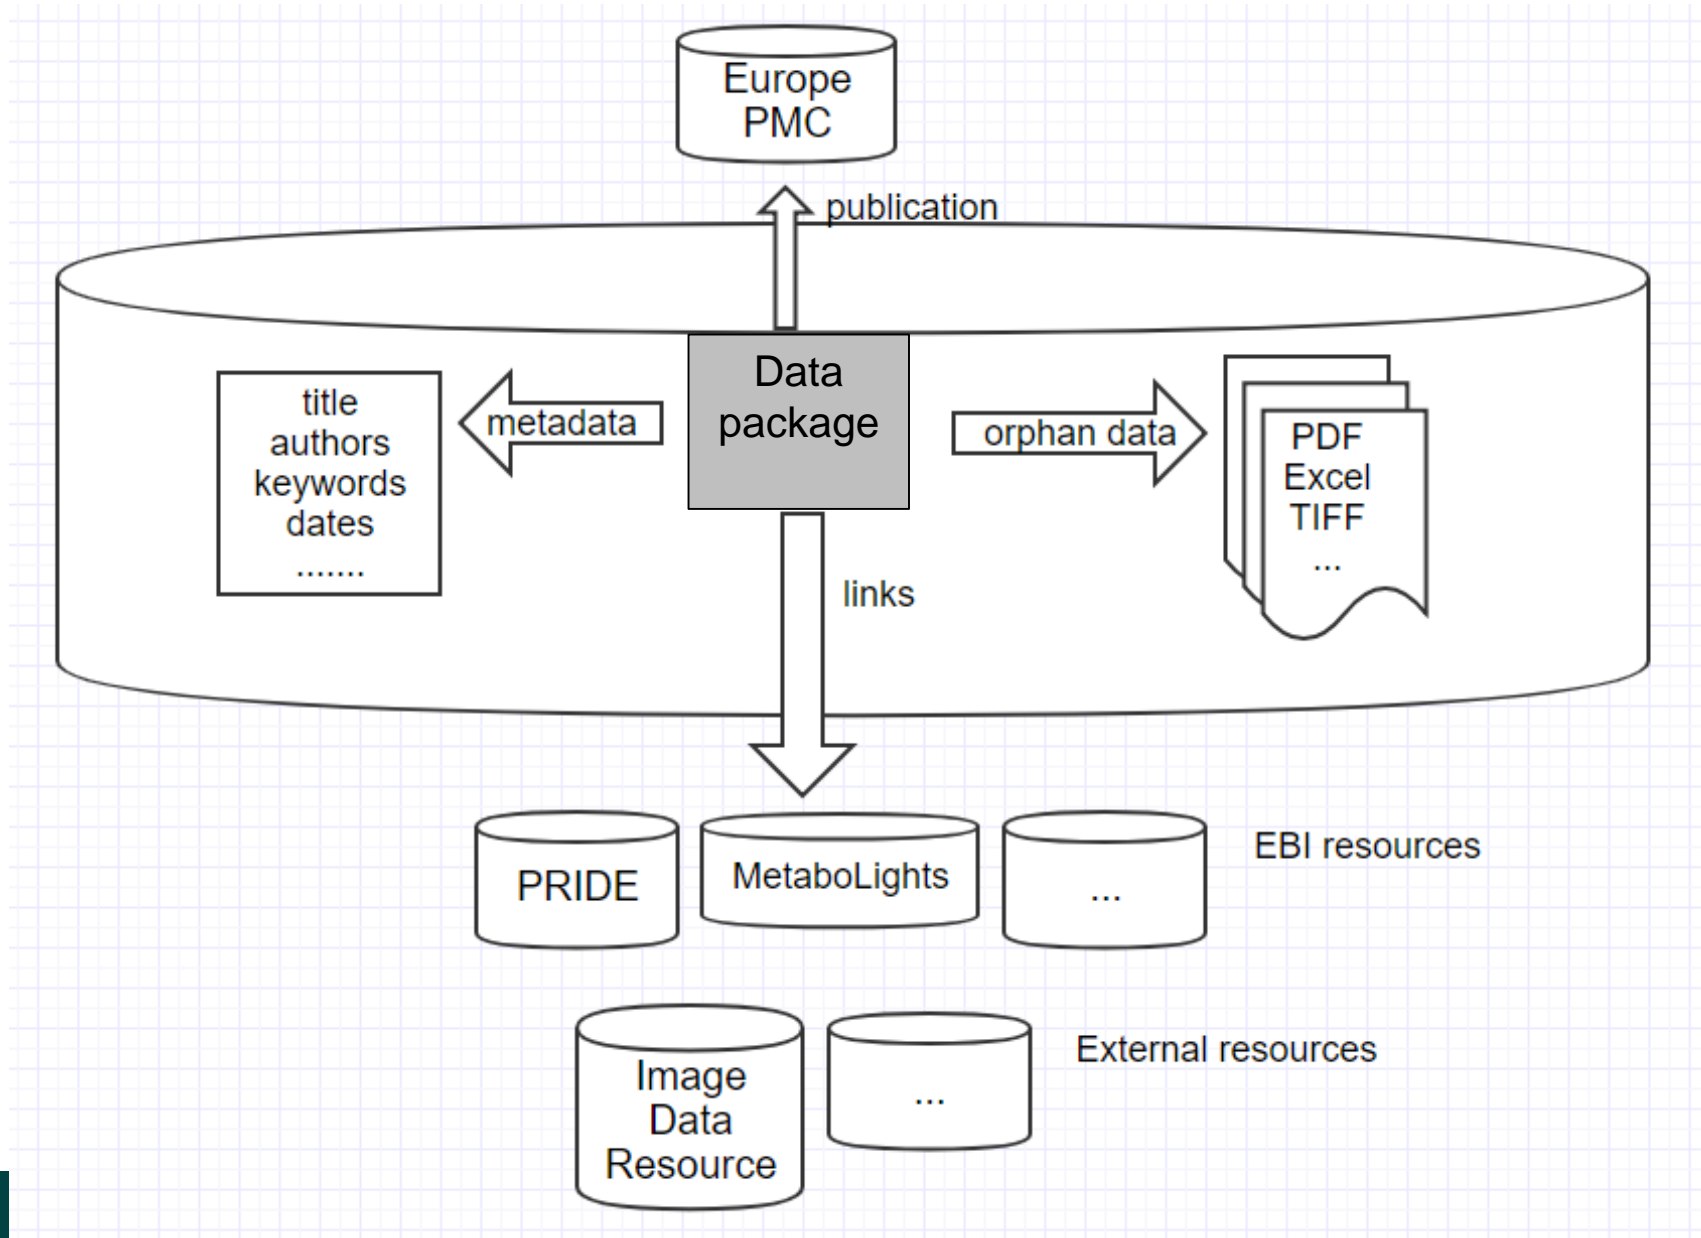 Europe
PMC
publication
Data
package
metadata
title
authors
keywords
dates
.......
orphan data
PDF
Excel
TIFF
...
links
PRIDE
MetaboLights
...
EBI resources
Image
Data
Resource
...
External resources